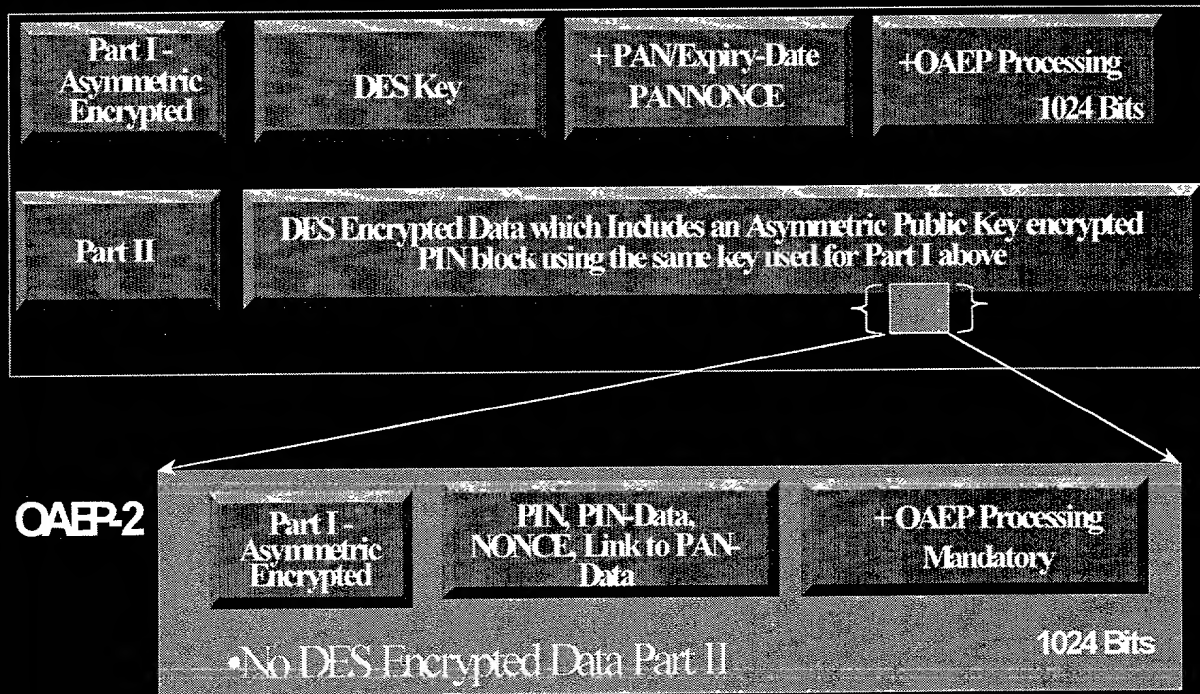 Part I -
Asymmetric
Encrypted
DES Key
+ PAN/Expiry-Date
PANNONCE
+OAEP Processing
1024 Bits
Part II
DES Encrypted Data which Includes an Asymmetric Public Key encrypted
PIN block using the same key used for Part I above
OAEP-2
Part I -
Asymmetric
Encrypted
PIN, PIN-Data,
NONCE, Link to PAN-
Data
+ OAEP Processing
Mandatory
•No DES Encrypted Data Part II
1024 Bits